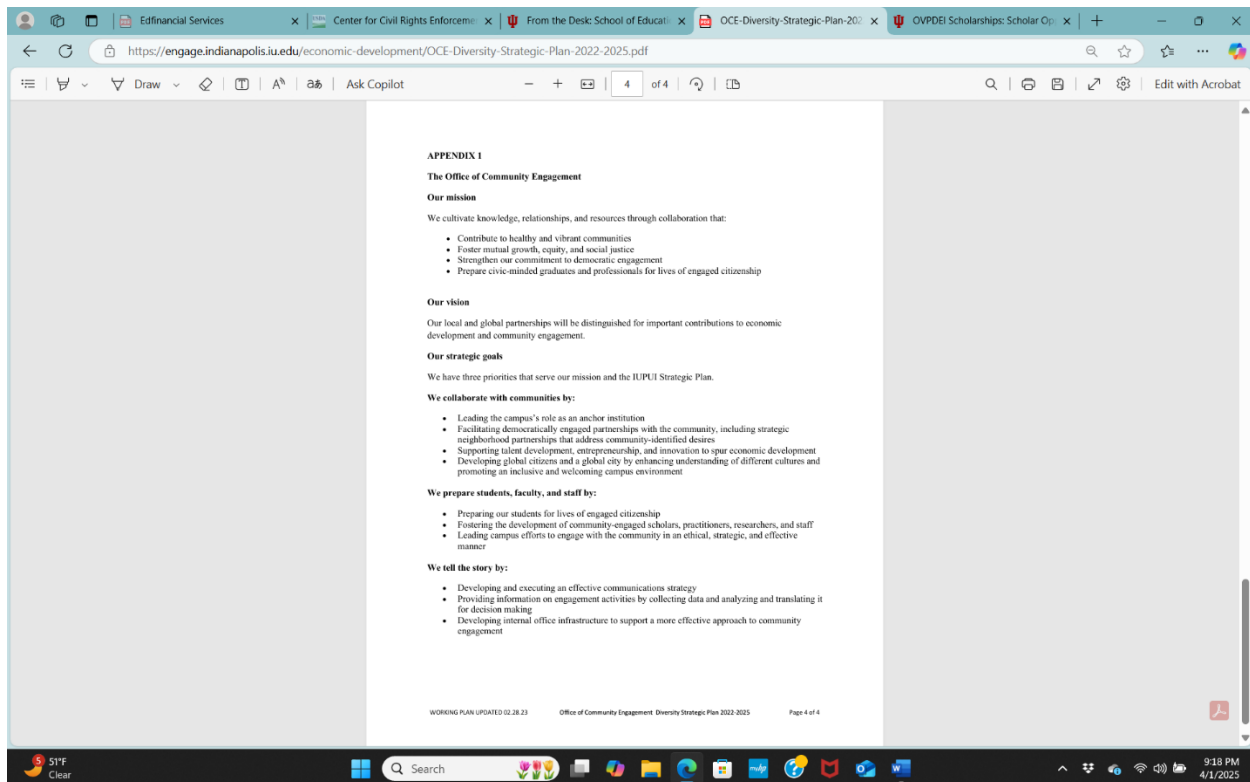 Edfinancial Services
Center for Civil Rights Enforceme
From the Desk: School of Educati
OCE-Diversity-Strategic-Plan-202
OVPDEI Scholarships: Scholar Op
https://engage.indianapolis.iu.edu/economic-development/OCE-Diversity-Strategic-Plan-2022-2025.pdf
Draw
Ask Copilot
4 of 4
Edit with Acrobat
APPENDIX 1
The Office of Community Engagement
Our mission
We cultivate knowledge, relationships, and resources through collaboration that:
• Contribute to healthy and vibrant communities
• Foster mutual growth, equity, and social justice
• Strengthen our commitment to democratic engagement
• Prepare civic-minded graduates and professionals for lives of engaged citizenship
Our vision
Our local and global partnerships will be distinguished for important contributions to economic
development and community engagement.
Our strategic goals
We have three priorities that serve our mission and the IUPUI Strategic Plan.
We collaborate with communities by:
• Leading the campus's role as an anchor institution
• Facilitating democratically engaged partnerships with the community, including strategic
neighborhood partnerships that address community-identified desires
• Supporting talent development, entrepreneurship, and innovation to spur economic development
• Developing global citizens and a global city by enhancing understanding of different cultures and
promoting an inclusive and welcoming campus environment
We prepare students, faculty, and staff by:
• Preparing our students for lives of engaged citizenship
• Fostering the development of community-engaged scholars, practitioners, researchers, and staff
• Leading campus efforts to engage with the community in an ethical, strategic, and effective
manner
We tell the story by:
• Developing and executing an effective communications strategy
• Providing information on engagement activities by collecting data and analyzing and translating it
for decision making
• Developing internal office infrastructure to support a more effective approach to community
engagement
WORKING PLAN UPDATED 02.28.23 Office of Community Engagement Diversity Strategic Plan 2022-2025 Page 4 of 4
5
51°F
Clear
Search
9:18 PM
4/1/2025